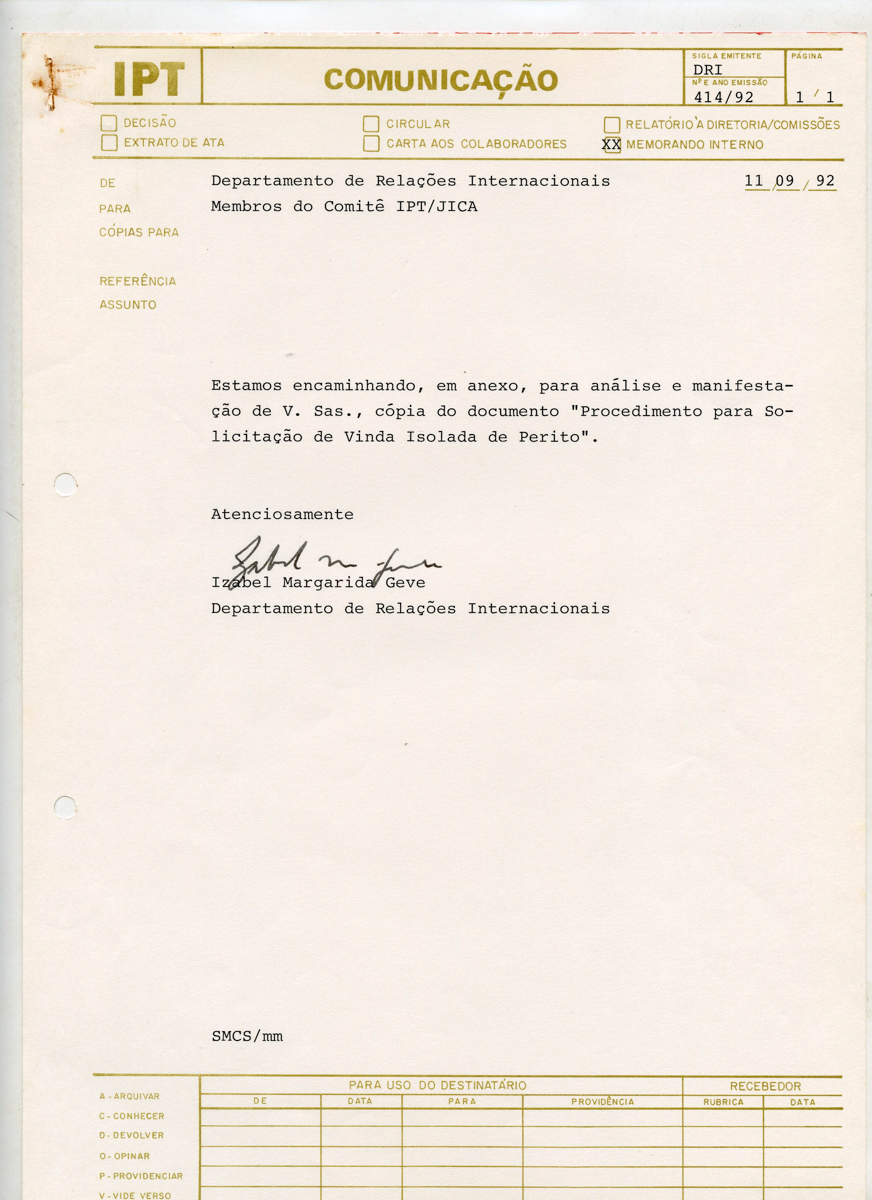 IPT
COMUNICAÇÃO
SIGLA EMITENTE
DRI
Nº E ANO EMISSÃO
414/92
PÁGINA
1 / 1
DECISÃO
CIRCULAR
RELATÓRIO À DIRETORIA/COMISSÕES
EXTRATO DE ATA
CARTA AOS COLABORADORES
XX MEMORANDO INTERNO
DE Departamento de Relações Internacionais 11 / 09 / 92
PARA Membros do Comitê IPT/JICA
CÓPIAS PARA
REFERÊNCIA
ASSUNTO
Estamos encaminhando, em anexo, para análise e manifesta-
ção de V. Sas., cópia do documento "Procedimento para So-
licitação de Vinda Isolada de Perito".
Atenciosamente
Izabel Margarida Geve
Departamento de Relações Internacionais
SMCS/mm
PARA USO DO DESTINATÁRIO RECEBEDOR
DE DATA PARA PROVIDÊNCIA RUBRICA DATA
A - ARQUIVAR
C - CONHECER
D - DEVOLVER
O - OPINAR
P - PROVIDENCIAR
V - VIDE VERSO